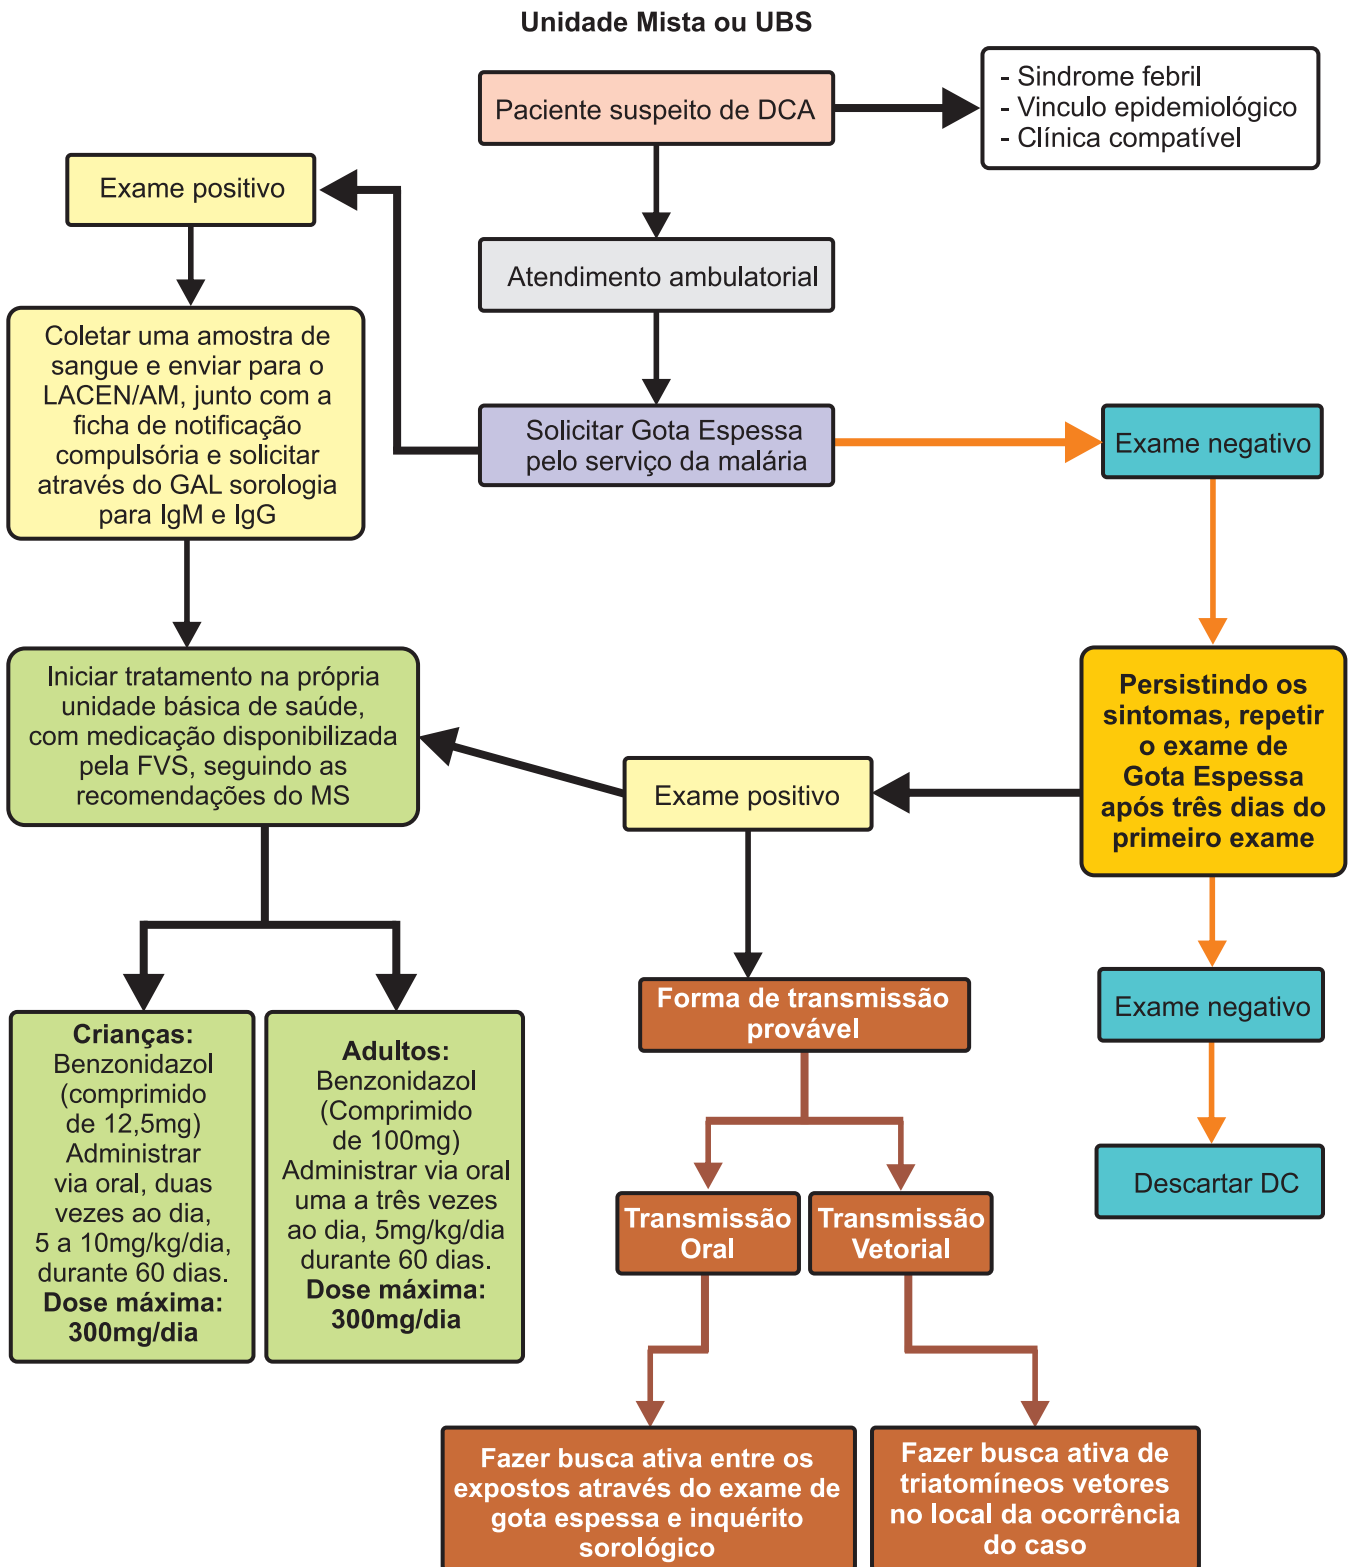 Unidade Mista ou UBS
Paciente suspeito de DCA
- Sindrome febril
- Vinculo epidemiológico
- Clínica compatível
Exame positivo
Atendimento ambulatorial
Coletar uma amostra de
sangue e enviar para o
LACEN/AM, junto com a
ficha de notificação
compulsória e solicitar
através do GAL sorologia
para IgM e IgG
Solicitar Gota Espessa
pelo serviço da malária
Exame negativo
Iniciar tratamento na própria
unidade básica de saúde,
com medicação disponibilizada
pela FVS, seguindo as
recomendações do MS
Exame positivo
Persistindo os
sintomas, repetir
o exame de
Gota Espessa
após três dias do
primeiro exame
Crianças:
Benzonidazol
(comprimido
de 12,5mg)
Administrar
via oral, duas
vezes ao dia,
5 a 10mg/kg/dia,
durante 60 dias.
Dose máxima:
300mg/dia
Adultos:
Benzonidazol
(Comprimido
de 100mg)
Administrar via oral
uma a três vezes
ao dia, 5mg/kg/dia
durante 60 dias.
Dose máxima:
300mg/dia
Forma de transmissão
provável
Exame negativo
Transmissão
Oral
Transmissão
Vetorial
Descartar DC
Fazer busca ativa entre os
expostos através do exame de
gota espessa e inquérito
sorológico
Fazer busca ativa de
triatomíneos vetores
no local da ocorrência
do caso